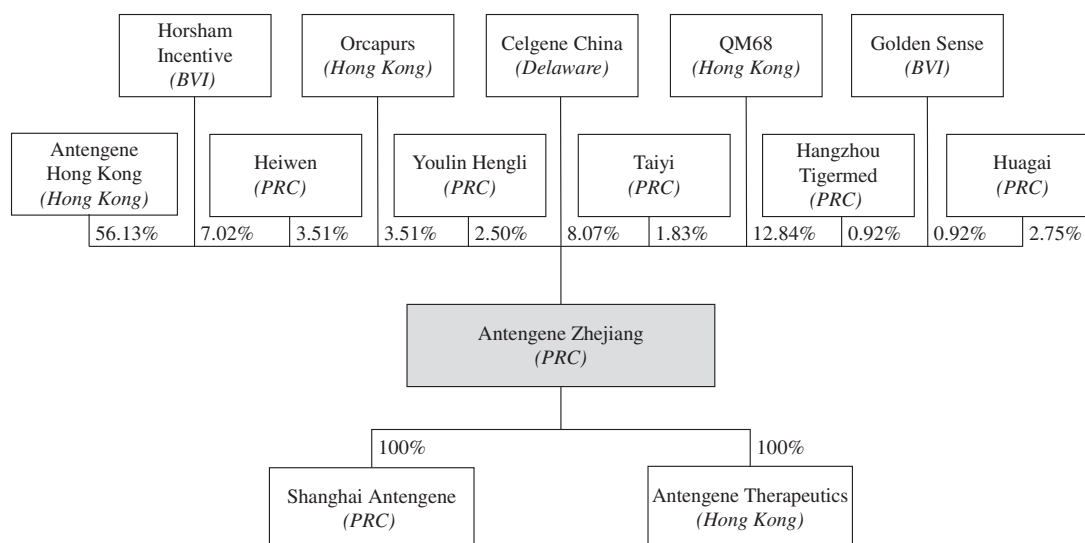 Horsham
Incentive
(BVI)
Orcapurs
(Hong Kong)
Celgene China
(Delaware)
QM68
(Hong Kong)
Golden Sense
(BVI)
Antengene
Hong Kong
(Hong Kong)
Heiwen
(PRC)
Youlin Hengli
(PRC)
Taiyi
(PRC)
Hangzhou
Tigermed
(PRC)
Huagai
(PRC)
56.13%
7.02%
3.51%
3.51%
2.50%
8.07%
1.83%
12.84%
0.92%
0.92%
2.75%
Antengene Zhejiang
(PRC)
100%
100%
Shanghai Antengene
(PRC)
Antengene Therapeutics
(Hong Kong)